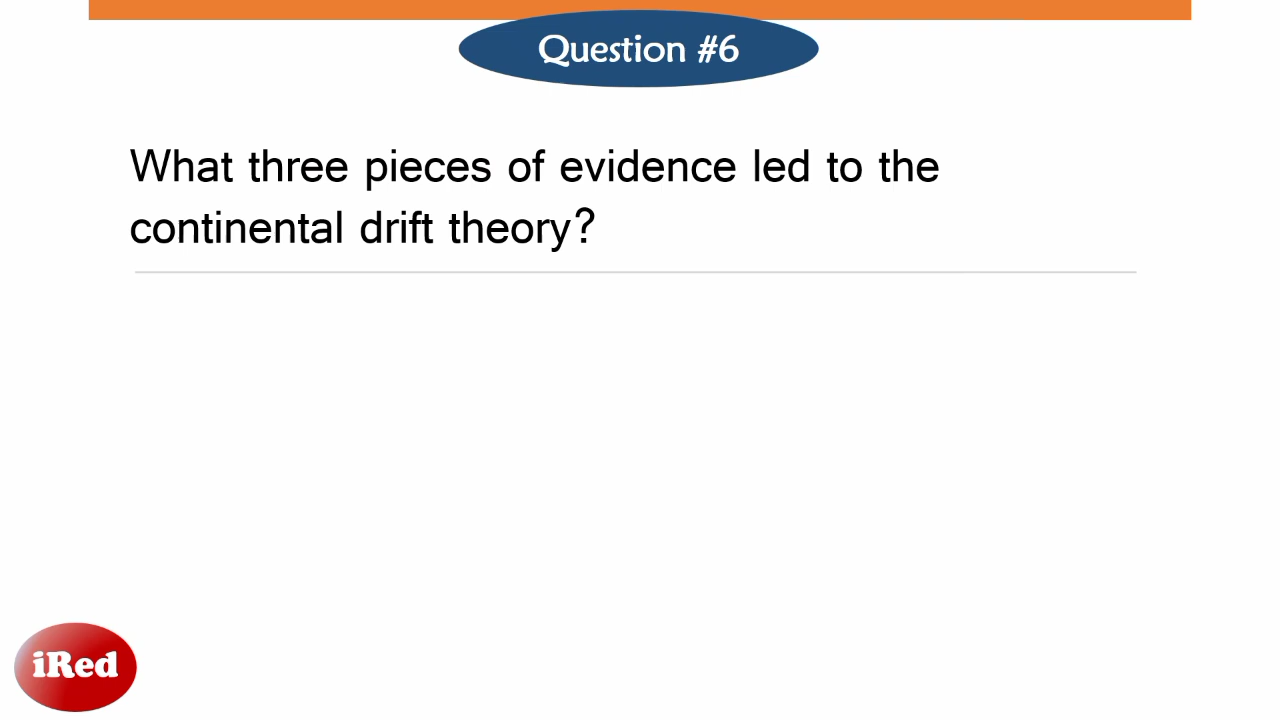 Question #6
What three pieces of evidence led to the
continental drift theory?
iRed